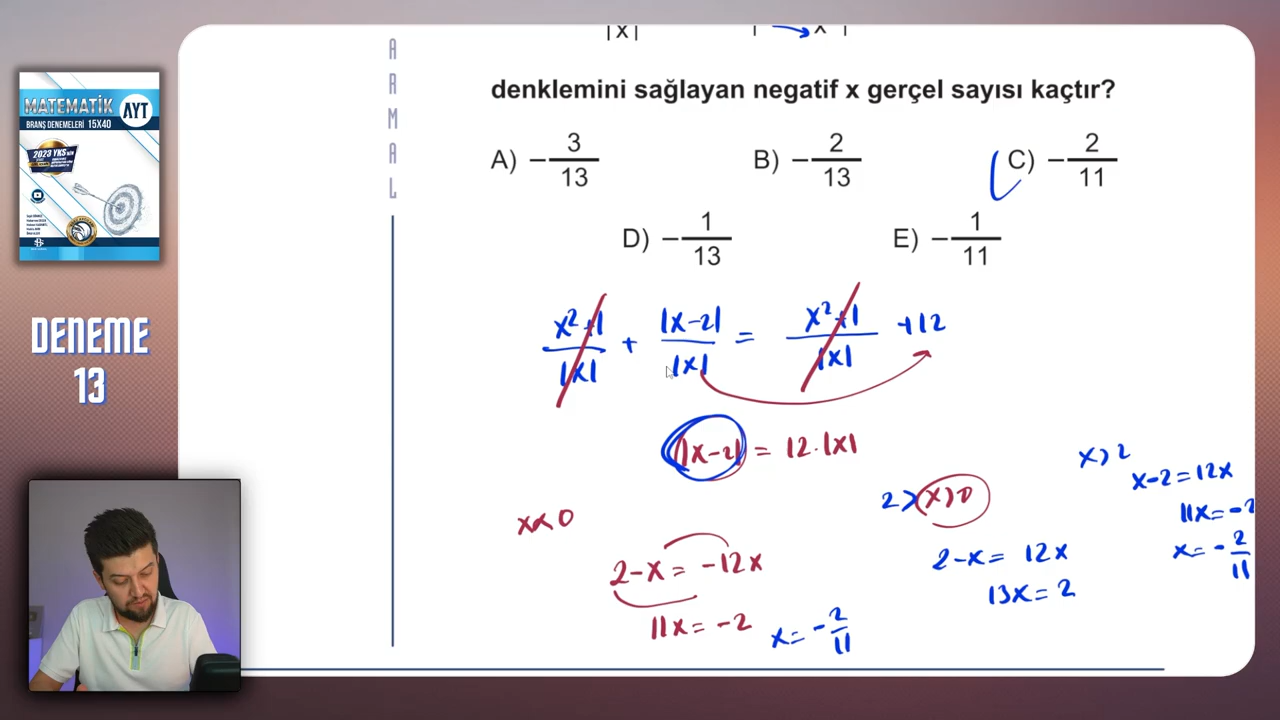 |x|
x
denklemini sağlayan negatif x gerçel sayısı kaçtır?
A) −3/13
B) −2/13
C) −2/11
D) −1/13
E) −1/11
ARMAL
MATEMATİK AYT
BRANŞ DENEMELERİ 15X40
2023 YKS'NİN
DENEME
13
x²+1/|x| + |x-2|/|x| = x²+1/|x| +12
|x-2| = 12·|x|
x<0
2-x = -12x
11x = -2
x = -2/11
2>x>0
2-x = 12x
13x = 2
x>2
x-2 = 12x
11x = -2
x = -2/11